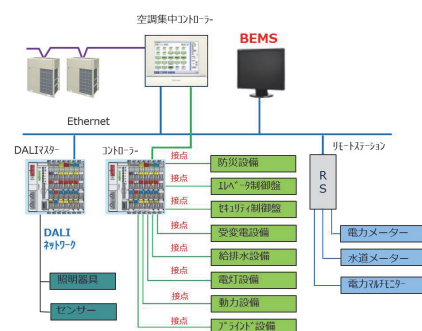 空調集中ｺﾝﾄﾛｰﾗｰ
BEMS
Ethernet
DALIﾏｽﾀｰ
ｺﾝﾄﾛｰﾗｰ
ﾘﾓｰﾄｽﾃｰｼｮﾝ
接点
防災設備
接点
ｴﾚﾍﾞｰﾀ制御盤
接点
ｾｷｭﾘﾃｨ制御盤
接点
受変電設備
接点
給排水設備
接点
電灯設備
接点
動力設備
接点
ﾌﾞﾗｲﾝﾄﾞ設備
R
S
電力メーター
水道メーター
電力ﾏﾙﾁﾓﾆﾀｰ
DALI
ﾈｯﾄﾜｰｸ
照明器具
センサー